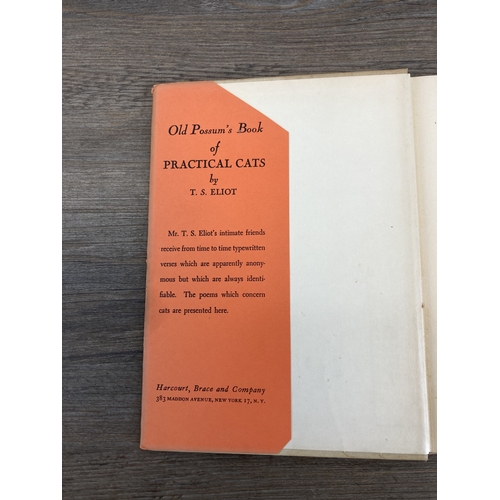 Old Possum's Book
of
PRACTICAL CATS
by
T. S. ELIOT
Mr. T. S. Eliot's intimate friends
receive from time to time typewritten
verses which are apparently anony-
mous but which are always identi-
fiable. The poems which concern
cats are presented here.
Harcourt, Brace and Company
383 MADISON AVENUE, NEW YORK 17, N. Y.